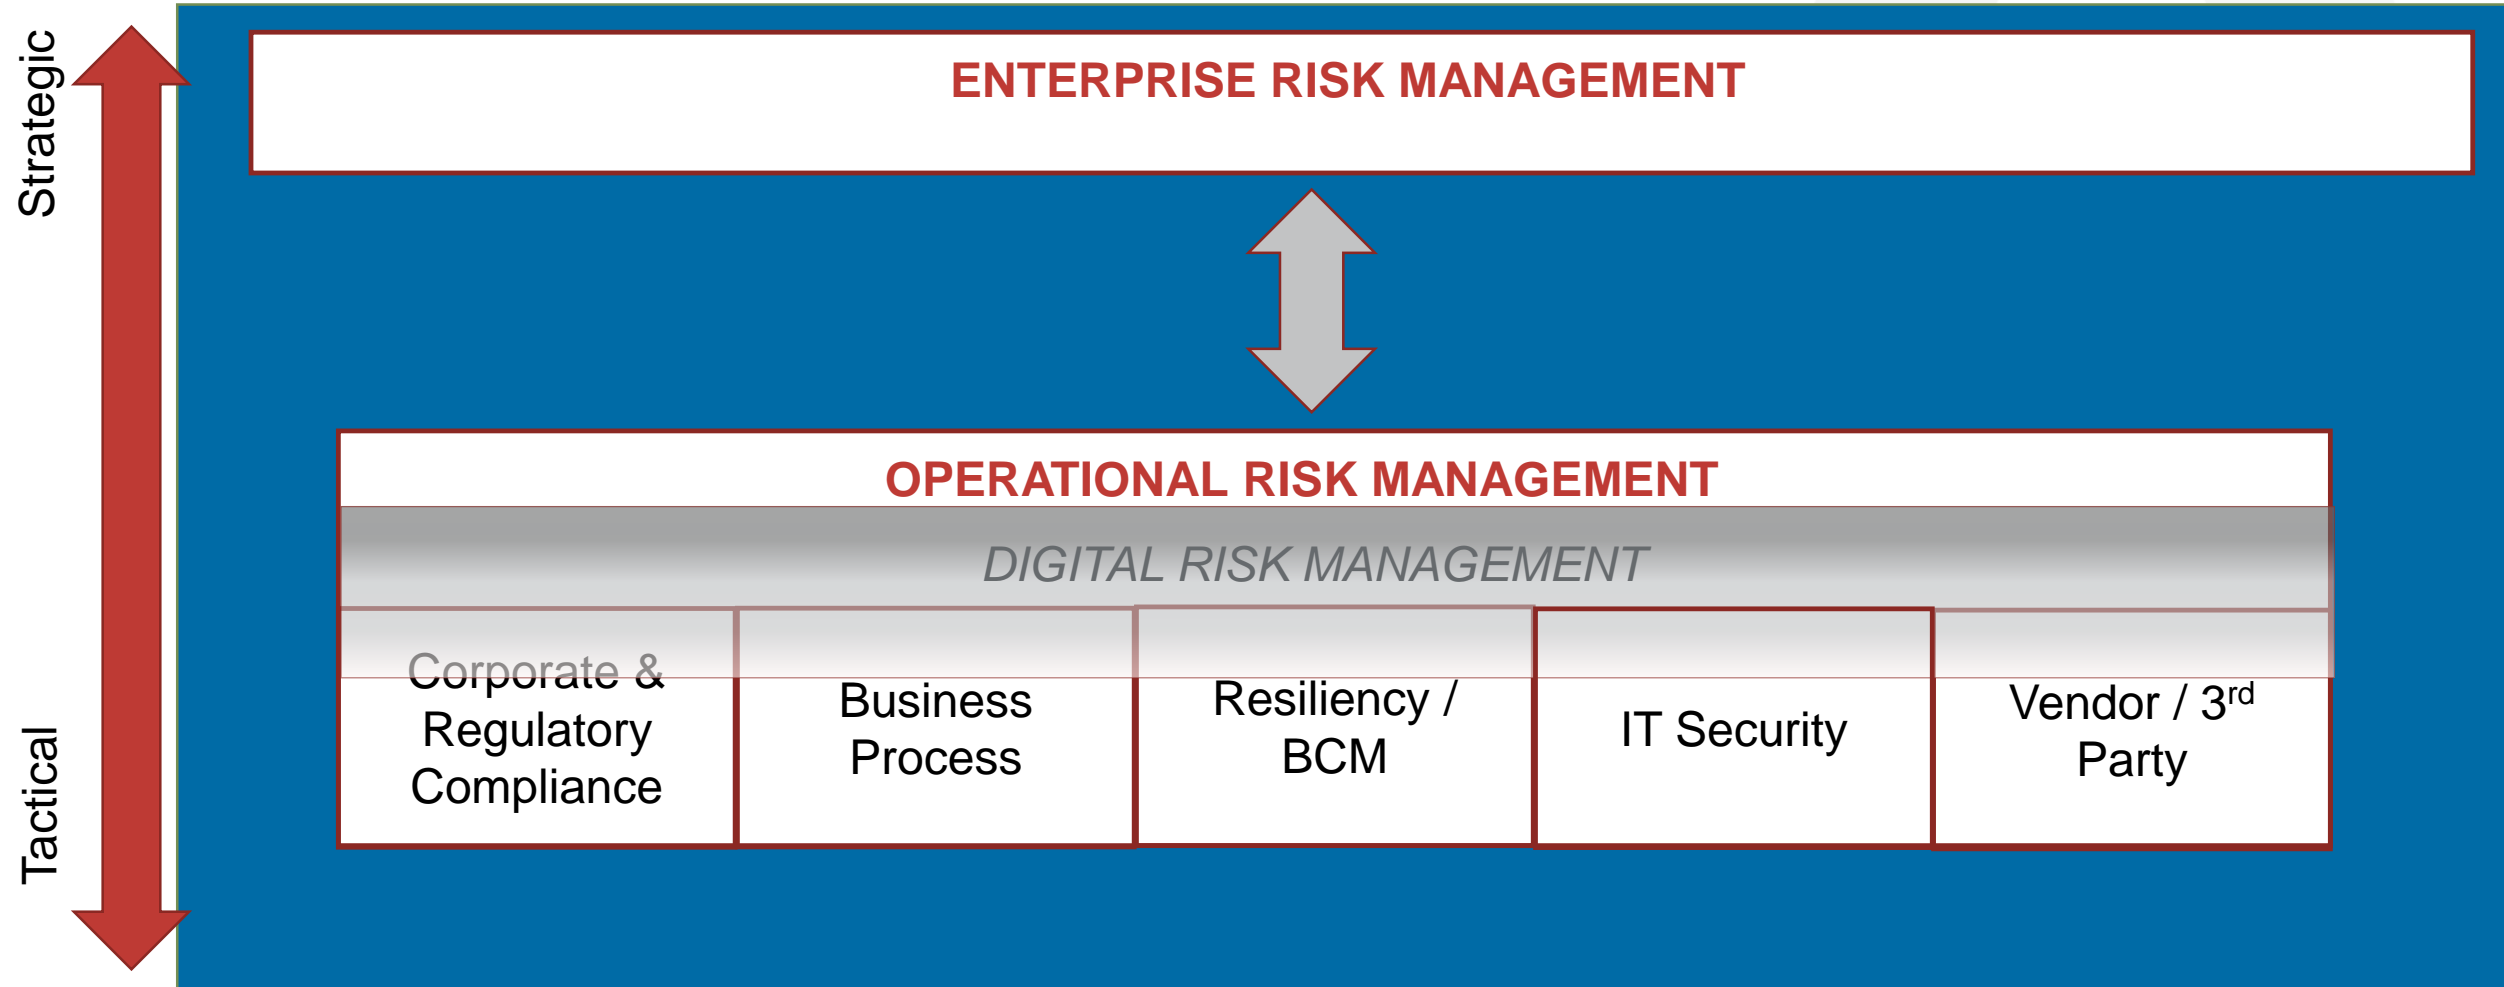 Strategic
ENTERPRISE RISK MANAGEMENT
OPERATIONAL RISK MANAGEMENT
DIGITAL RISK MANAGEMENT
Corporate &
Regulatory
Compliance
Business
Process
Resiliency /
BCM
IT Security
Vendor / 3rd
Party
Tactical